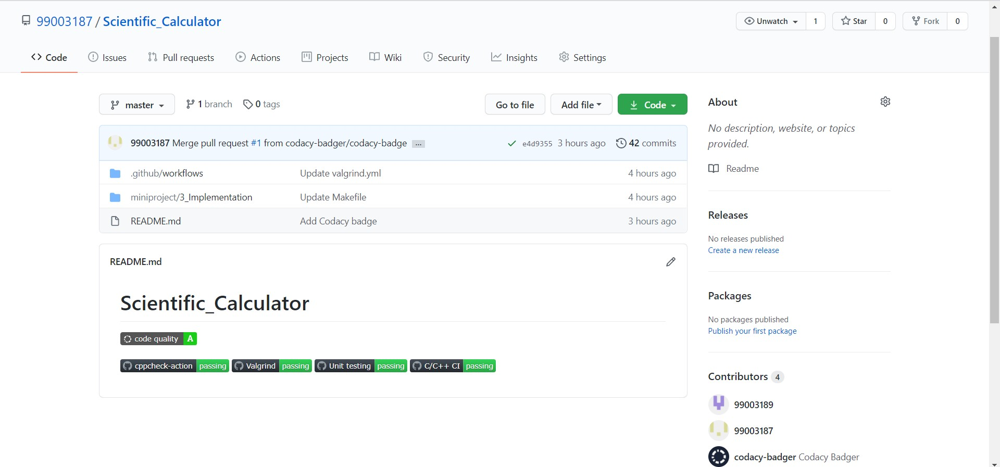 99003187 / Scientific_Calculator
Unwatch 1 Star 0 Fork 0
Code Issues Pull requests Actions Projects Wiki Security Insights Settings
master 1 branch 0 tags Go to file Add file Code
99003187 Merge pull request #1 from codacy-badger/codacy-badge ... e4d9355 3 hours ago 42 commits
.github/workflows Update valgrind.yml 4 hours ago
miniproject/3_Implementation Update Makefile 4 hours ago
README.md Add Codacy badge 3 hours ago
README.md
Scientific_Calculator
code quality A
cppcheck-action passing Valgrind passing Unit testing passing C/C++ CI passing
About
No description, website, or topics
provided.
Readme
Releases
No releases published
Create a new release
Packages
No packages published
Publish your first package
Contributors 4
99003189
99003187
codacy-badger Codacy Badger